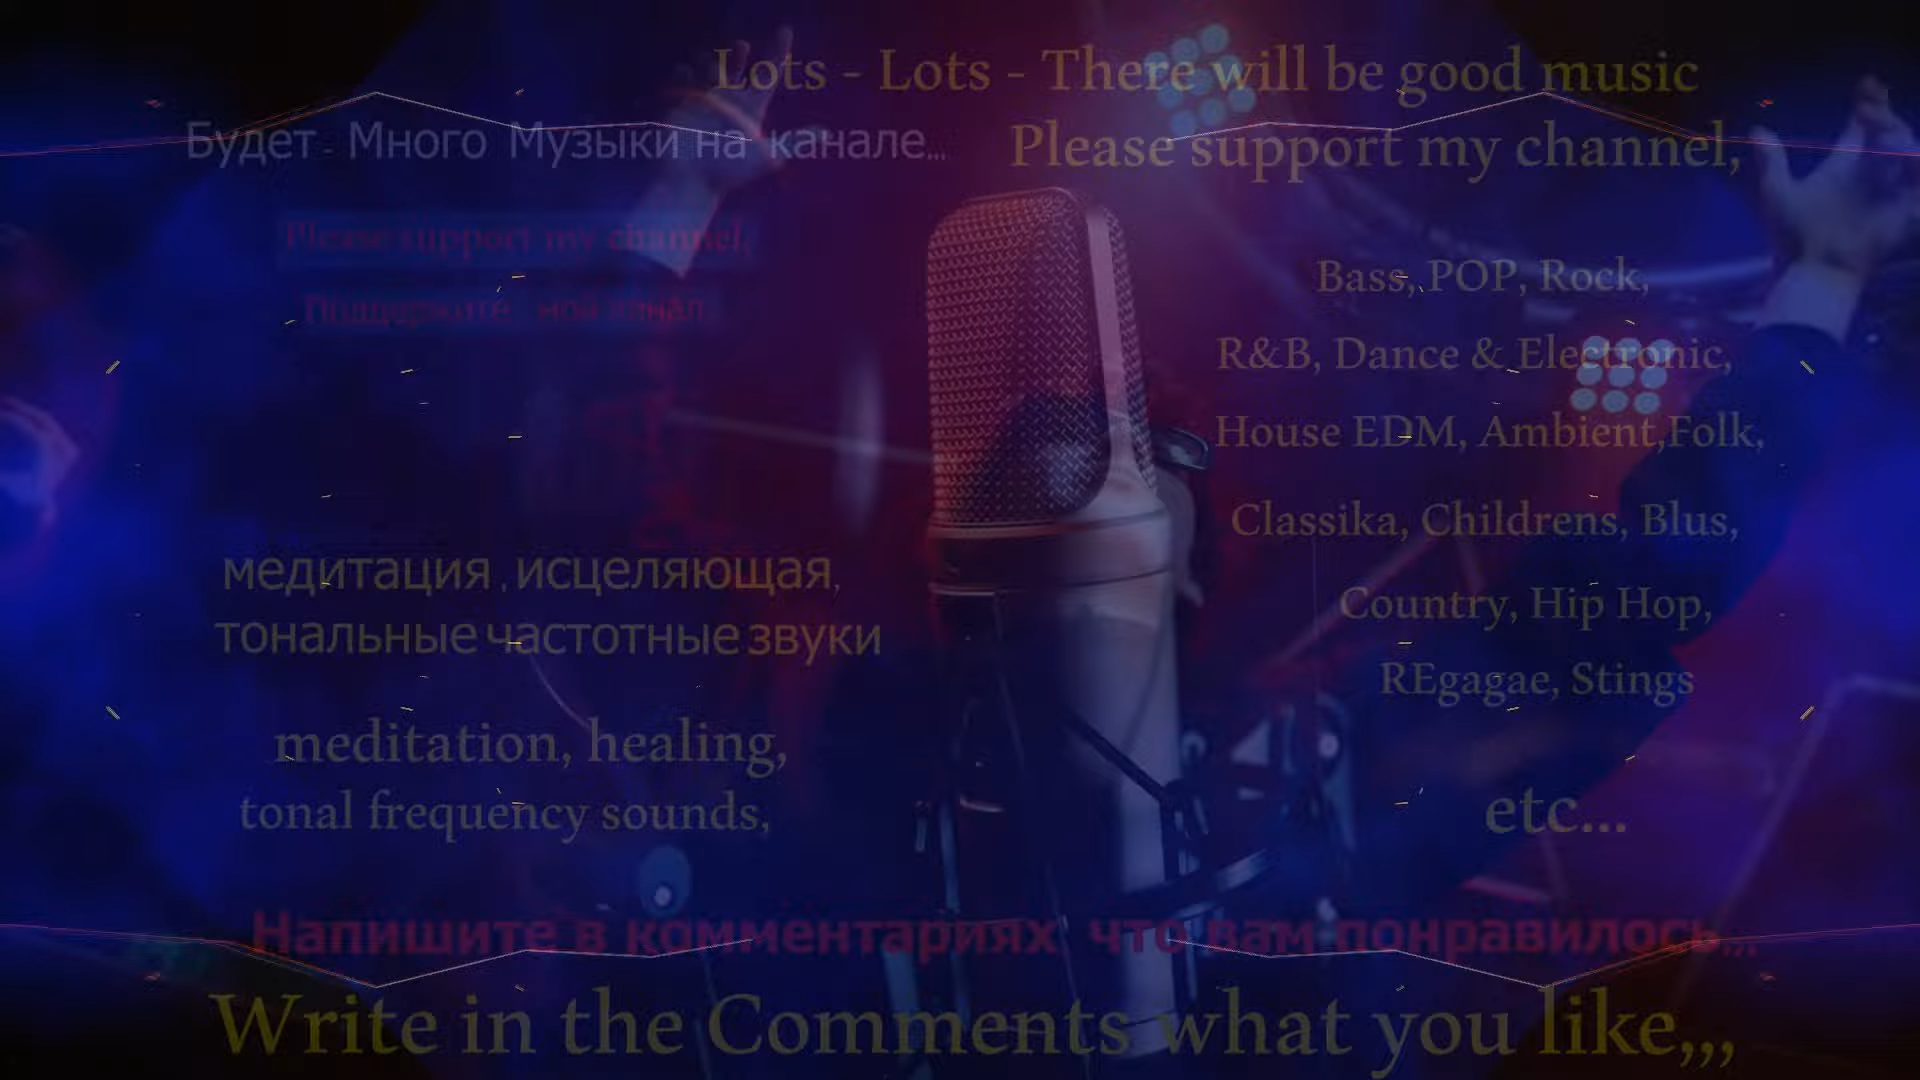 Lots - Lots - There will be good music
Будет - Много Музыки на канале...
Please support my channel,
Please support my channel,
Поддержите мой канал
Bass, POP, Rock,
R&B, Dance & Electronic,
House EDM, Ambient,Folk,
Classika, Childrens, Blus,
Country, Hip Hop,
REgagae, Stings
etc...
медитация , исцеляющая,
тональные частотные звуки
meditation, healing,
tonal frequency sounds,
Напишите в комментариях что вам понравилось,,,
Write in the Comments what you like,,,